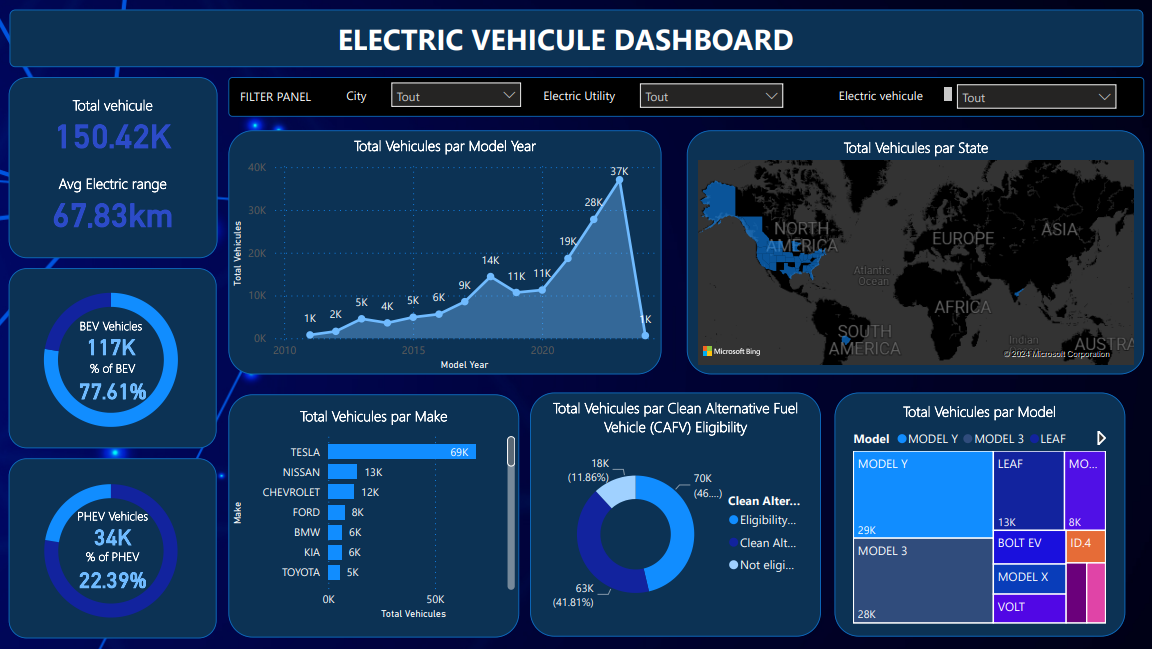 ELECTRIC VEHICULE DASHBOARD
Total vehicule
150.42K
Avg Electric range
67.83km
FILTER PANEL
City
Tout
Electric Utility
Tout
Electric vehicule
Tout
BEV Vehicles
117K
% of BEV
77.61%
PHEV Vehicles
34K
% of PHEV
22.39%
Total Vehicules par Model Year
Total Vehicules
40K
30K
20K
10K
0K
1K
2K
5K
4K
5K
6K
9K
14K
11K
11K
19K
28K
37K
1K
2010
2015
2020
Model Year
Total Vehicules par State
NORTH
AMERICA
EUROPE
ASIA
Atlantic
Ocean
AFRICA
SOUTH
AMERICA
Indian
AUSTRA
Microsoft Bing
© 2024 Microsoft Corporation
Total Vehicules par Make
Make
TESLA 69K
NISSAN 13K
CHEVROLET 12K
FORD 8K
BMW 6K
KIA 6K
TOYOTA 5K
0K
50K
Total Vehicules
Total Vehicules par Clean Alternative Fuel
Vehicle (CAFV) Eligibility
18K
(11.86%)
70K
(46....)
63K
(41.81%)
Clean Alter...
Eligibility...
Clean Alt...
Not eligi...
Total Vehicules par Model
Model MODEL Y MODEL 3 LEAF
MODEL Y
29K
MODEL 3
28K
LEAF
13K
MO...
8K
BOLT EV
ID.4
MODEL X
VOLT